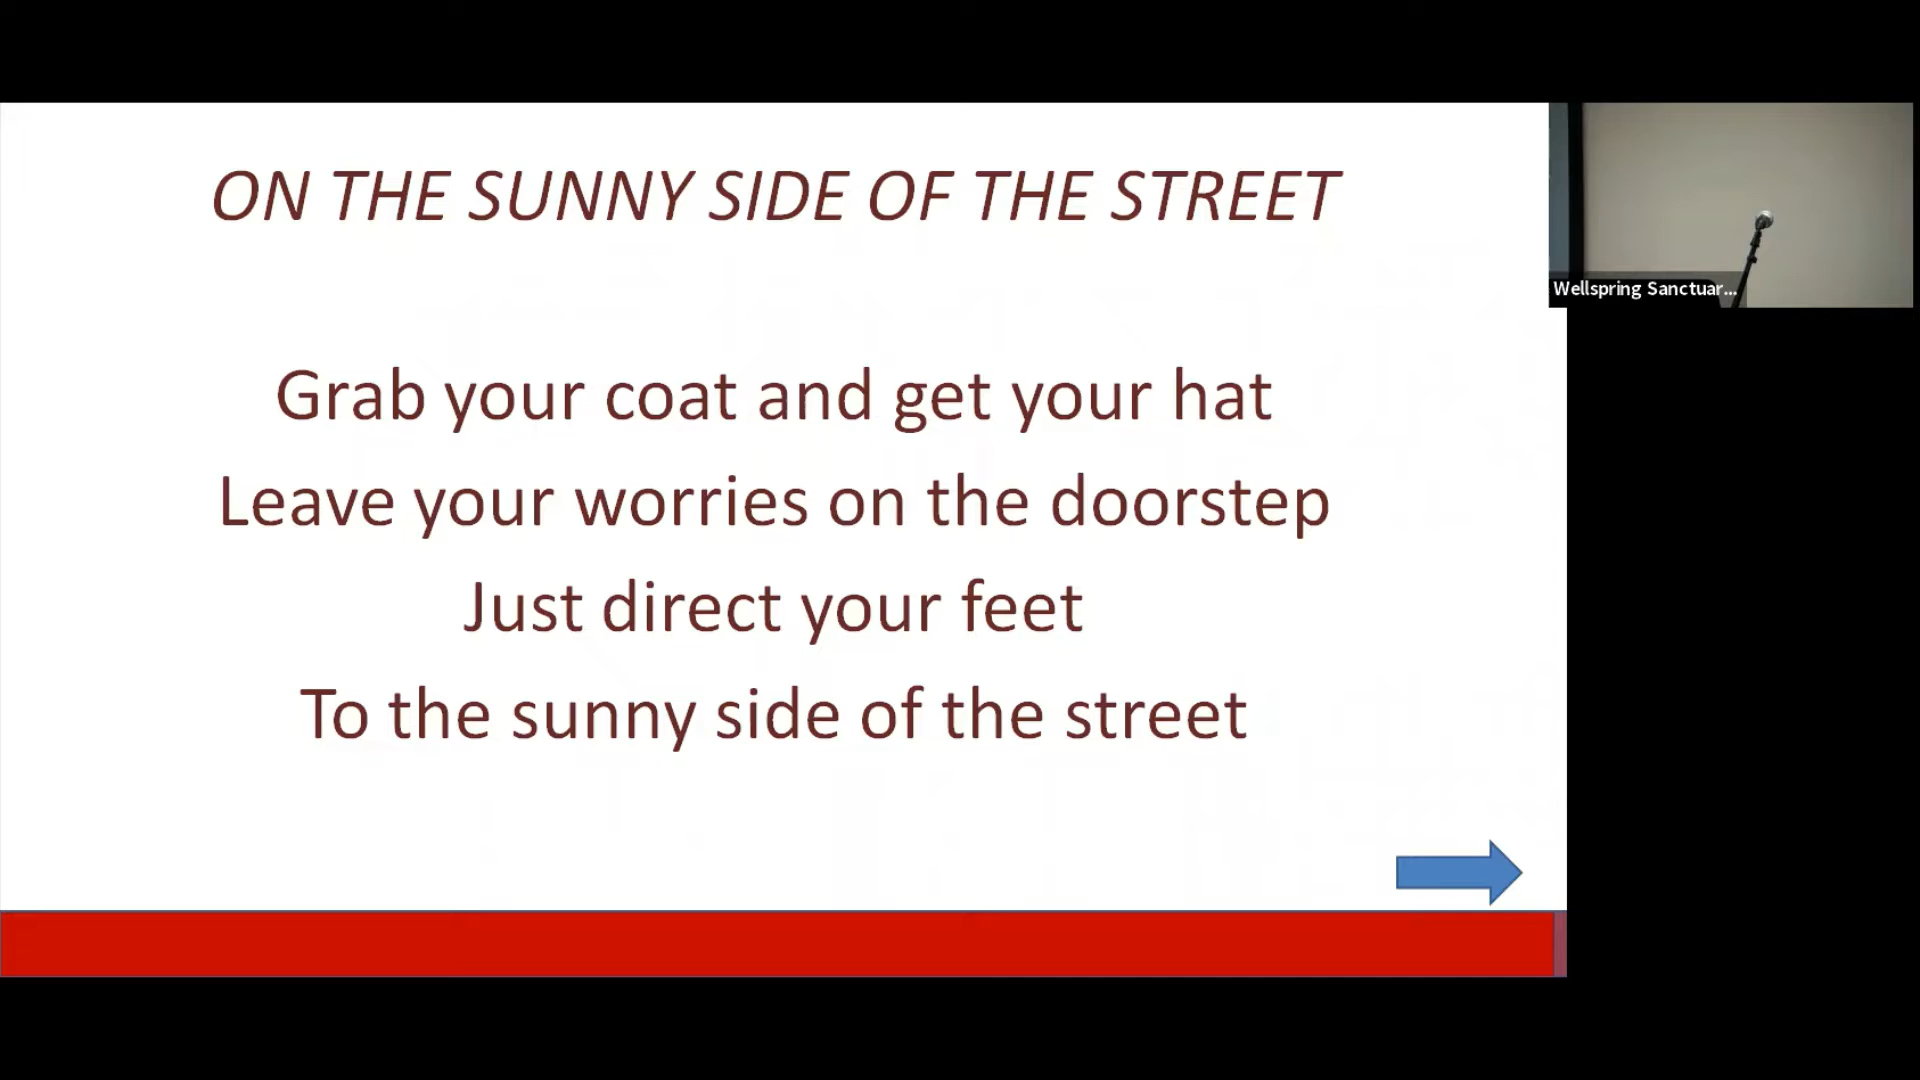 ON THE SUNNY SIDE OF THE STREET
Grab your coat and get your hat
Leave your worries on the doorstep
Just direct your feet
To the sunny side of the street
Wellspring Sanctuar...